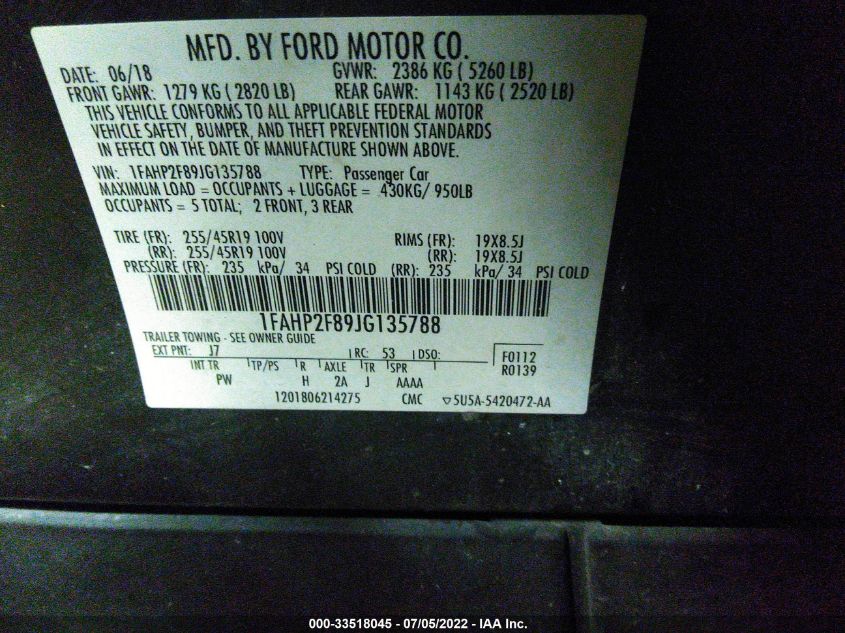 MFD. BY FORD MOTOR CO.
DATE: 06/18 GVWR: 2386 KG ( 5260 LB)
FRONT GAWR: 1279 KG ( 2820 LB) REAR GAWR: 1143 KG ( 2520 LB)
THIS VEHICLE CONFORMS TO ALL APPLICABLE FEDERAL MOTOR
VEHICLE SAFETY, BUMPER, AND THEFT PREVENTION STANDARDS
IN EFFECT ON THE DATE OF MANUFACTURE SHOWN ABOVE.
VIN: 1FAHP2F89JG135788 TYPE: Passenger Car
MAXIMUM LOAD = OCCUPANTS + LUGGAGE = 430KG/ 950LB
OCCUPANTS = 5 TOTAL; 2 FRONT, 3 REAR
TIRE (FR): 255/45R19 100V RIMS (FR): 19X8.5J
(RR): 255/45R19 100V (RR): 19X8.5J
PRESSURE (FR): 235 kPa/ 34 PSI COLD (RR): 235 kPa/ 34 PSI COLD
1FAHP2F89JG135788
TRAILER TOWING - SEE OWNER GUIDE
EXT PNT: J7 RC: 53 DSO: F0112
INT TR TP/PS R AXLE TR SPR R0139
PW H 2A J AAAA
1201806214275 CMC ▽5U5A-5420472-AA
000-33518045 - 07/05/2022 - IAA Inc.